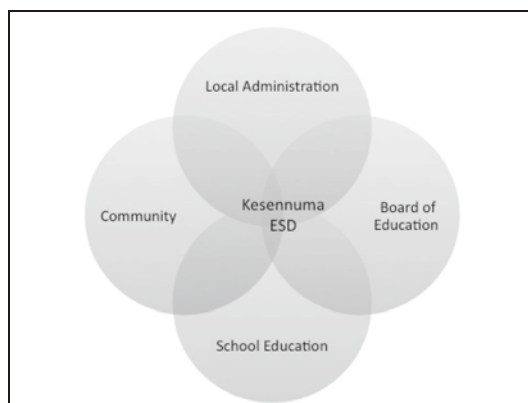 Local Administration
Community
Kesennuma
ESD
Board of
Education
School Education